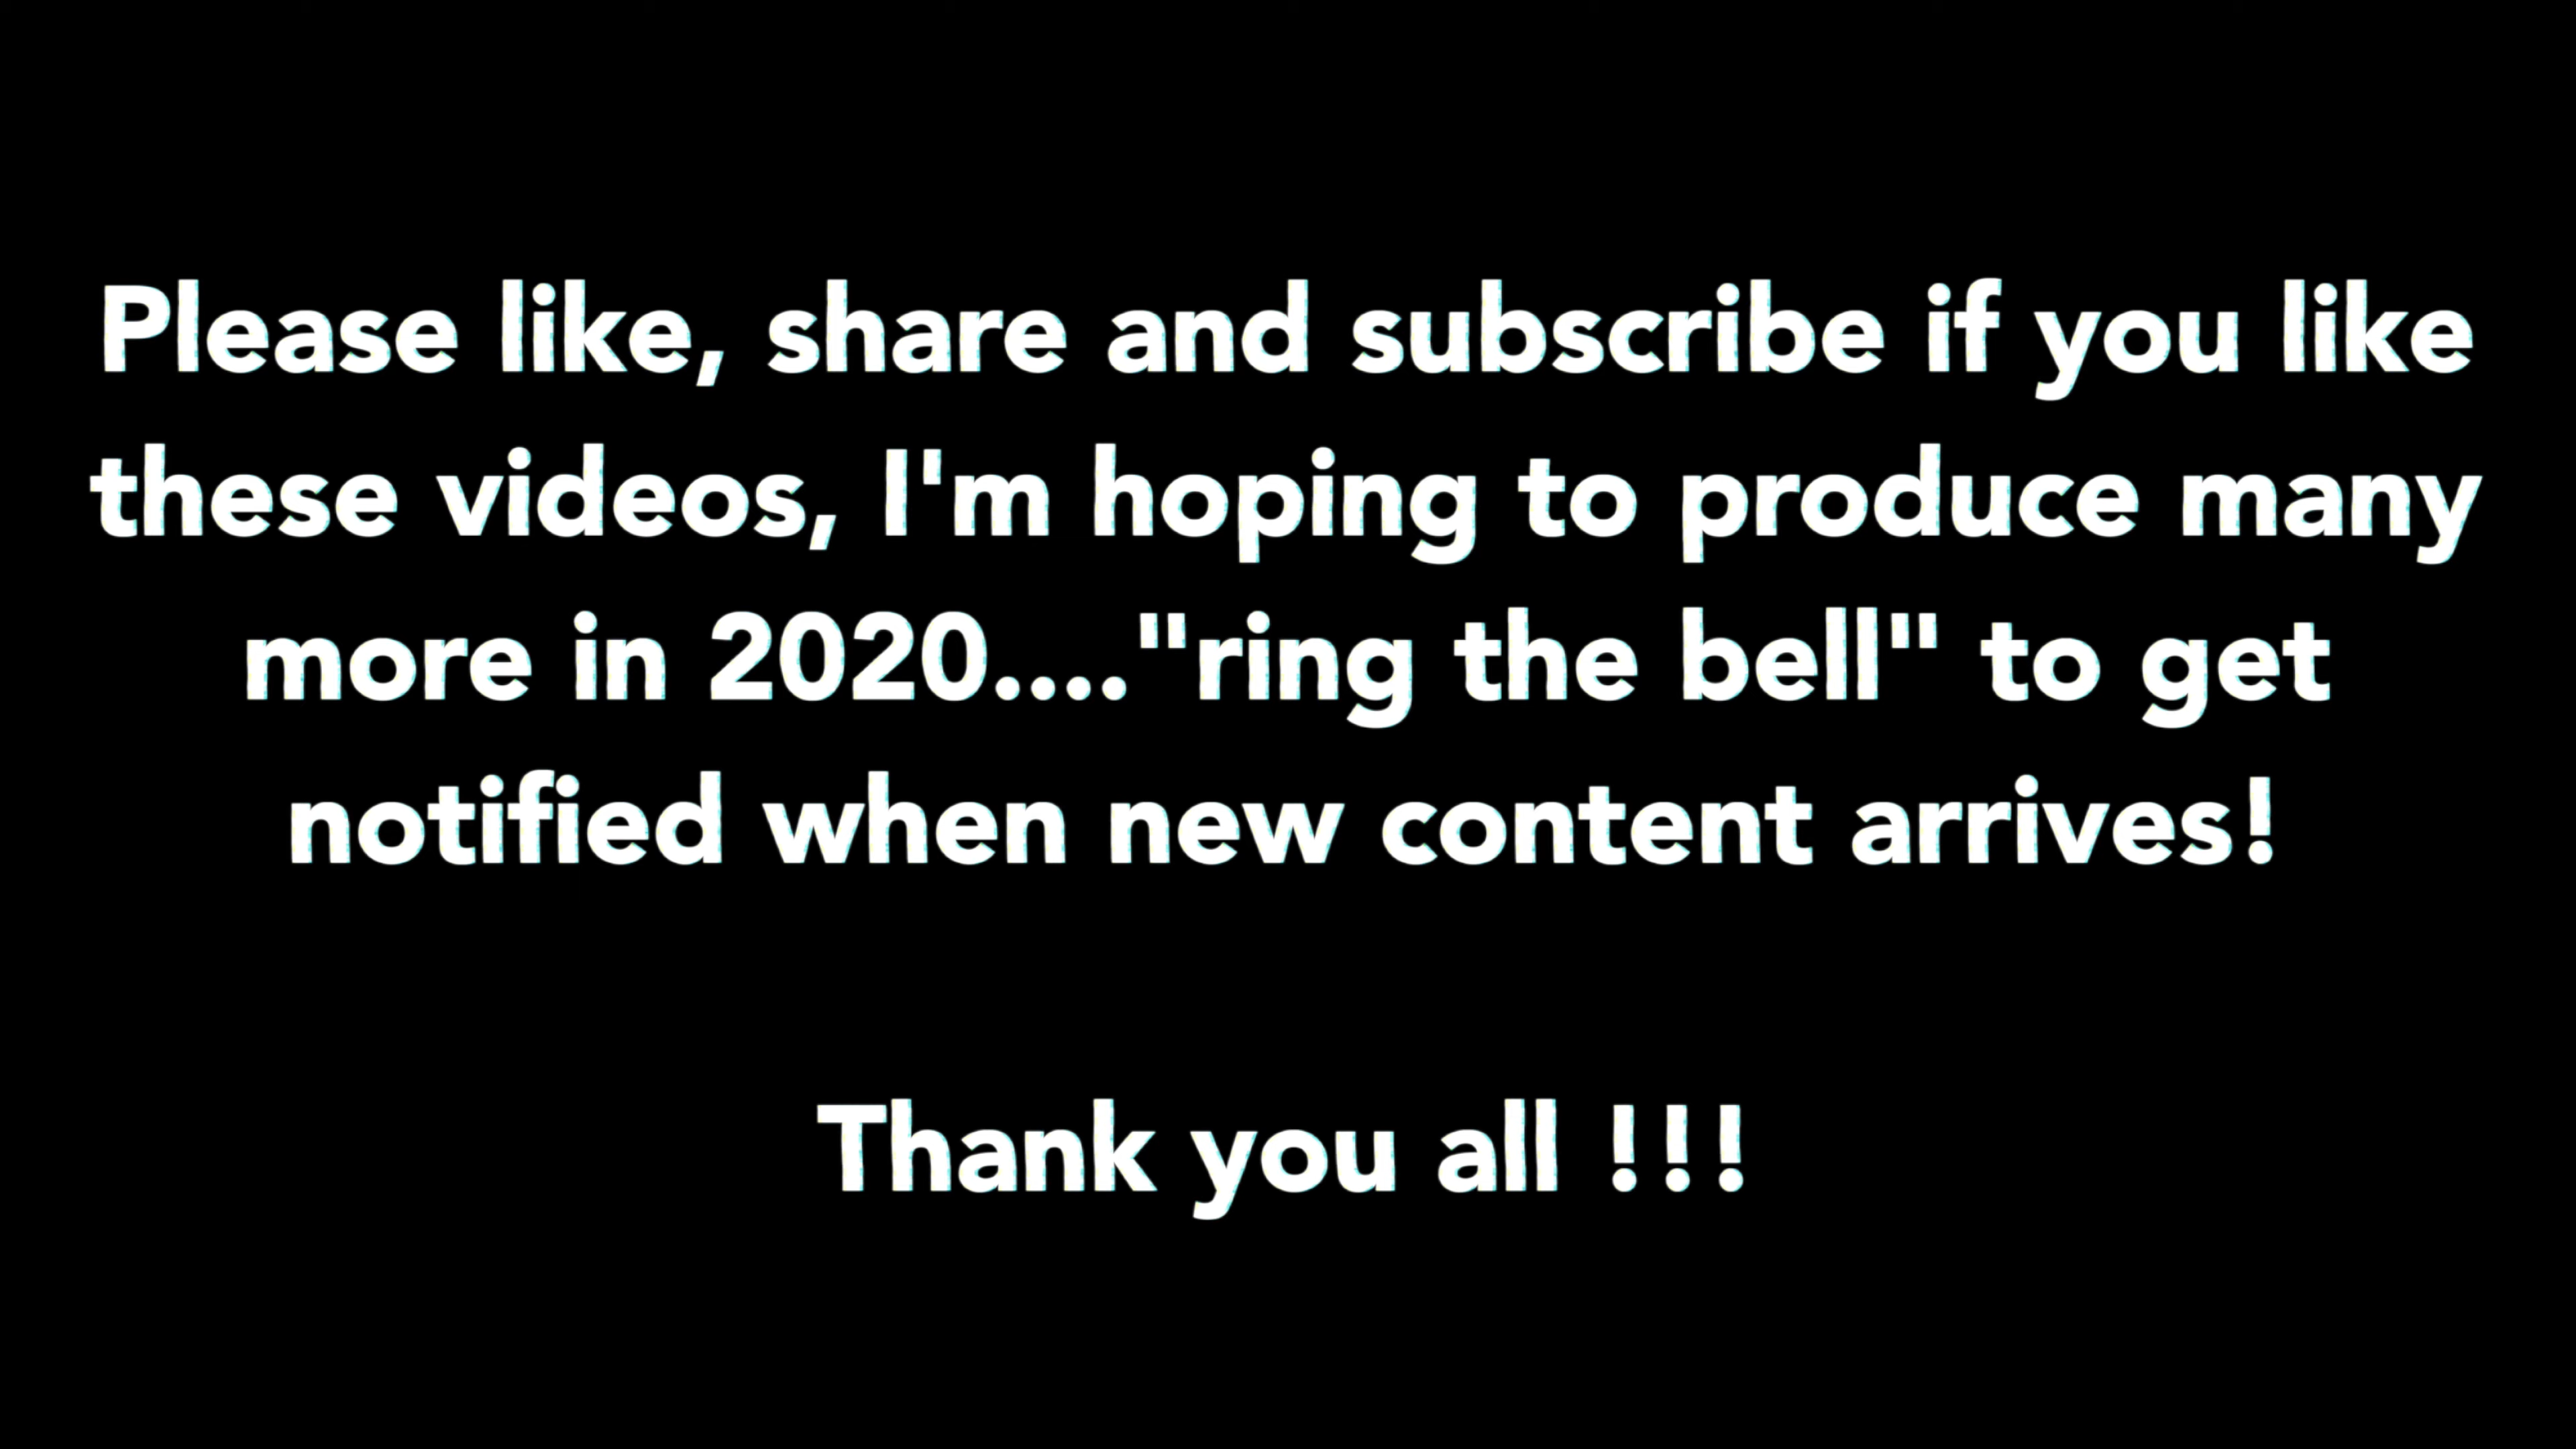 Please like, share and subscribe if you like
these videos, I'm hoping to produce many
more in 2020...."ring the bell" to get
notified when new content arrives!
Thank you all !!!